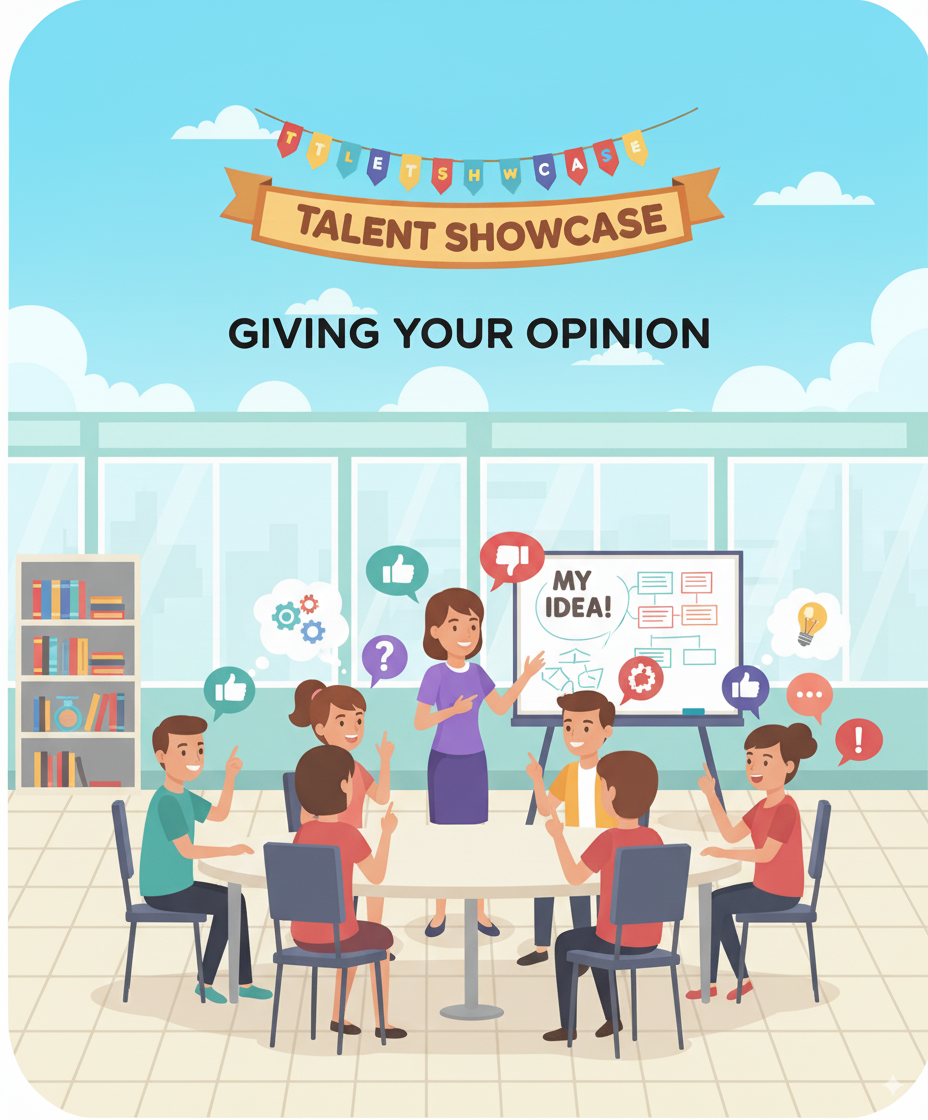 TTLETSHWCASE
TALENT SHOWCASE
GIVING YOUR OPINION
MY
IDEA!
?
...
!